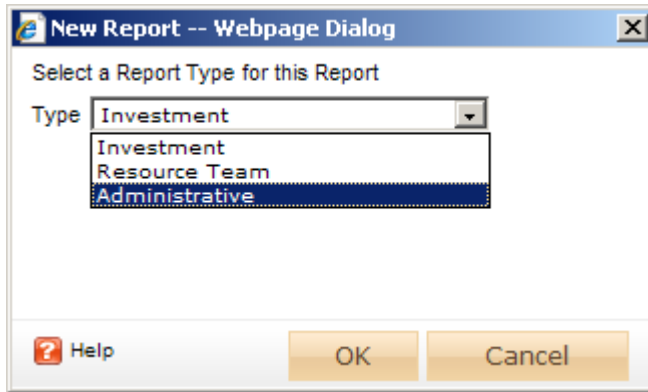 New Report -- Webpage Dialog
Select a Report Type for this Report
Type Investment
Investment
Resource Team
Administrative
Help OK Cancel